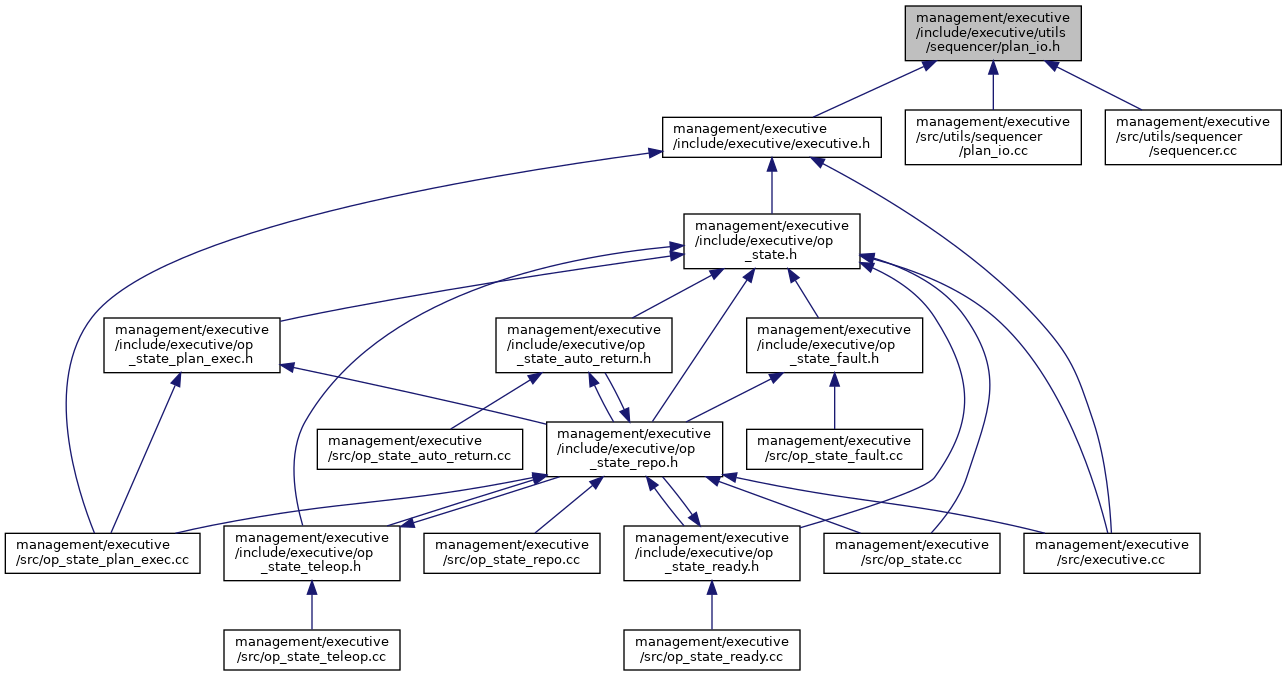 management/executive
/include/executive/utils
/sequencer/plan_io.h
management/executive
/include/executive/executive.h
management/executive
/src/utils/sequencer
/plan_io.cc
management/executive
/src/utils/sequencer
/sequencer.cc
management/executive
/include/executive/op
_state.h
management/executive
/include/executive/op
_state_plan_exec.h
management/executive
/include/executive/op
_state_auto_return.h
management/executive
/include/executive/op
_state_fault.h
management/executive
/src/op_state_auto_return.cc
management/executive
/include/executive/op
_state_repo.h
management/executive
/src/op_state_fault.cc
management/executive
/src/op_state_plan_exec.cc
management/executive
/include/executive/op
_state_teleop.h
management/executive
/src/op_state_repo.cc
management/executive
/include/executive/op
_state_ready.h
management/executive
/src/op_state.cc
management/executive
/src/executive.cc
management/executive
/src/op_state_teleop.cc
management/executive
/src/op_state_ready.cc